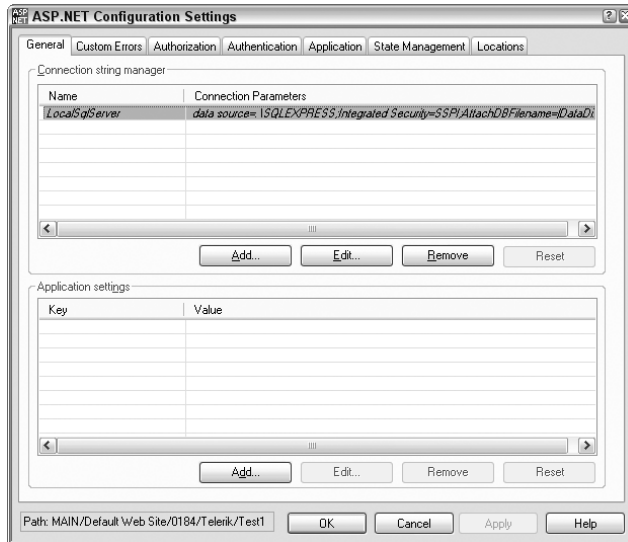 ASP.NET Configuration Settings
General Custom Errors Authorization Authentication Application State Management Locations
Connection string manager
Name Connection Parameters
LocalSqlServer data source=.\SQLEXPRESS;Integrated Security=SSPI;AttachDBFilename=|DataDi
Add... Edit... Remove Reset
Application settings
Key Value
Add... Edit... Remove Reset
Path: MAIN/Default Web Site/0184/Telerik/Test1 OK Cancel Apply Help